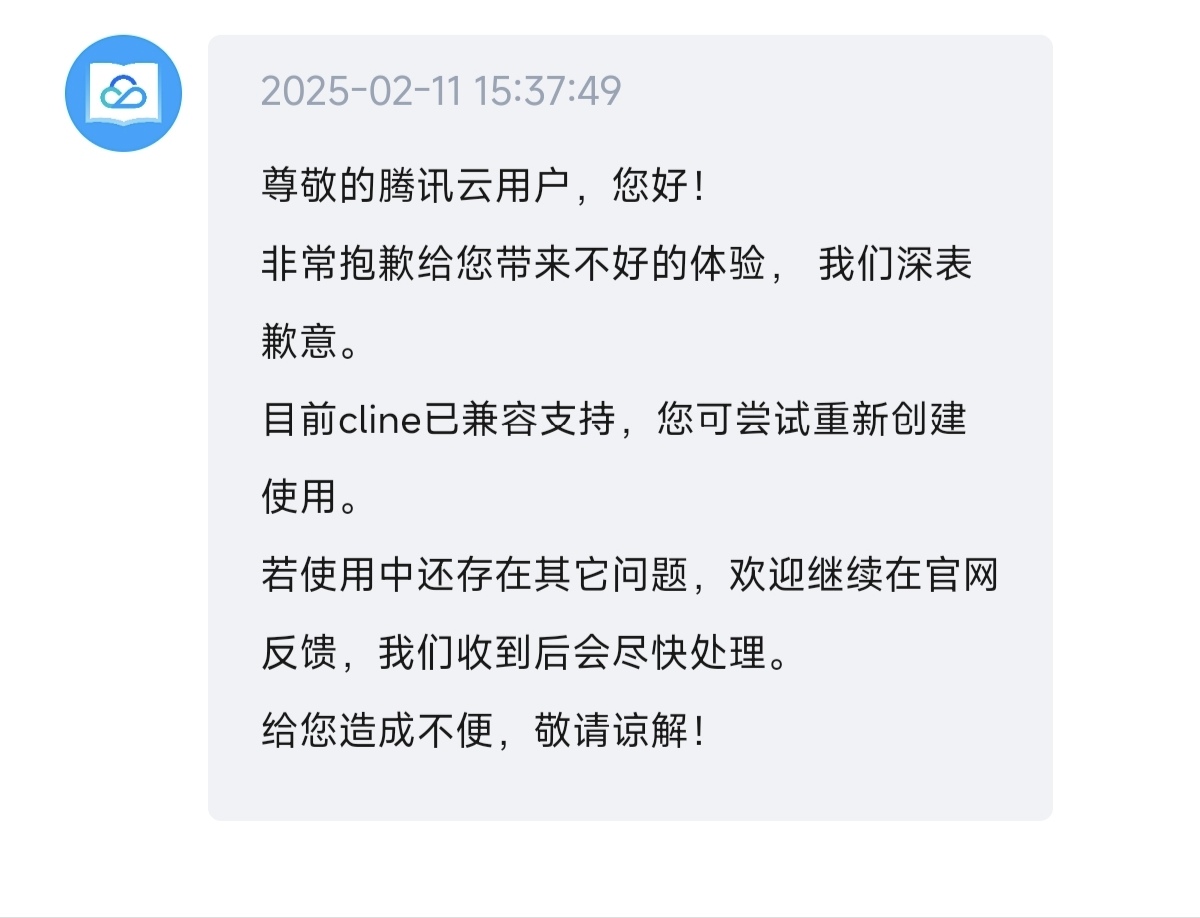 2025-02-11 15:37:49
尊敬的腾讯云用户，您好！
非常抱歉给您带来不好的体验， 我们深表
歉意。
目前cline已兼容支持，您可尝试重新创建
使用。
若使用中还存在其它问题，欢迎继续在官网
反馈，我们收到后会尽快处理。
给您造成不便，敬请谅解！